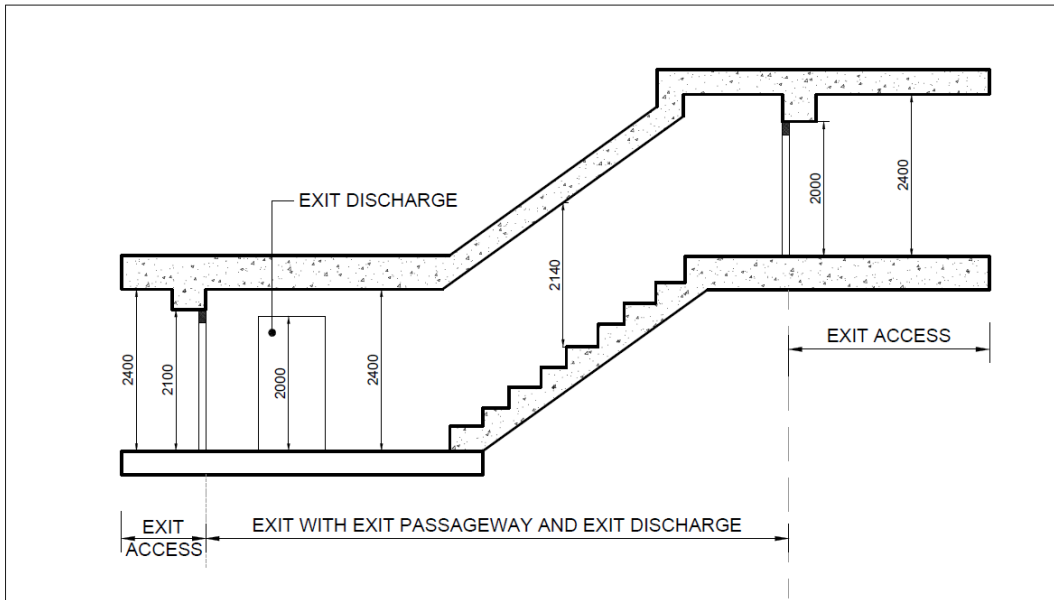 EXIT DISCHARGE
2000
2400
2140
EXIT ACCESS
2400
2100
2000
2400
EXIT
ACCESS
EXIT WITH EXIT PASSAGEWAY AND EXIT DISCHARGE